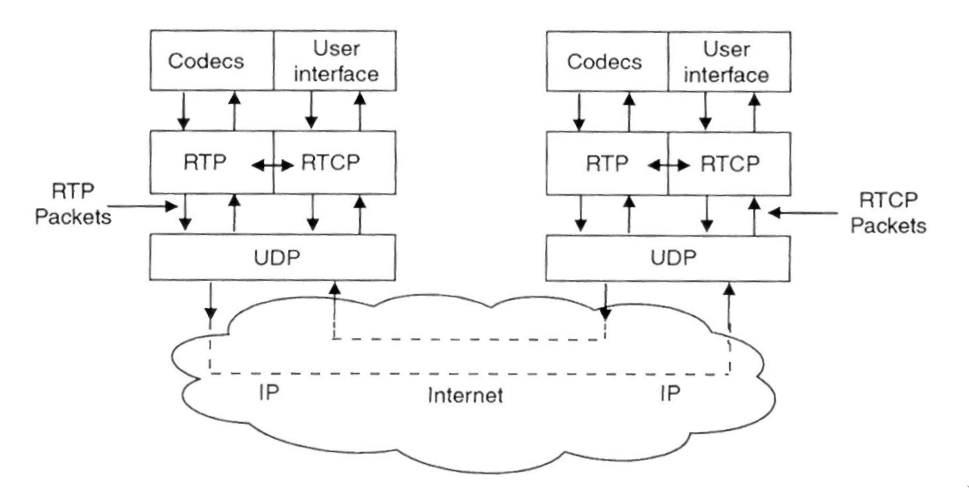 Codecs
User
interface
Codecs
User
interface
RTP
RTCP
RTP
RTCP
RTP
Packets
RTCP
Packets
UDP
UDP
IP
Internet
IP